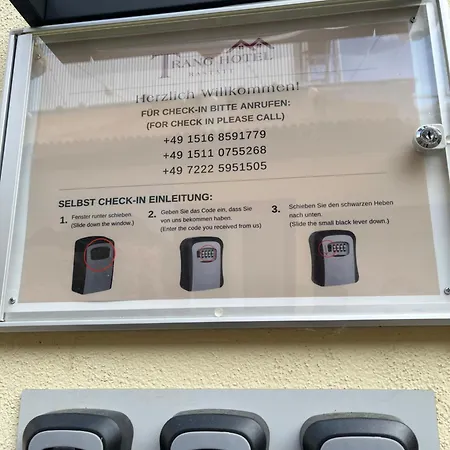 TRANG HOTEL
RASTATT
Herzlich Willkommen!
FÜR CHECK-IN BITTE ANRUFEN:
(FOR CHECK IN PLEASE CALL)
+49 1516 8591779
+49 1511 0755268
+49 7222 5951505
SELBST CHECK-IN EINLEITUNG:
1. Fenster runter schieben.
(Slide down the window.)
2. Geben Sie das Code ein, dass Sie
von uns bekommen haben.
(Enter the code you received from us)
3. Schieben Sie den schwarzen Heben
nach unten.
(Slide the small black lever down.)